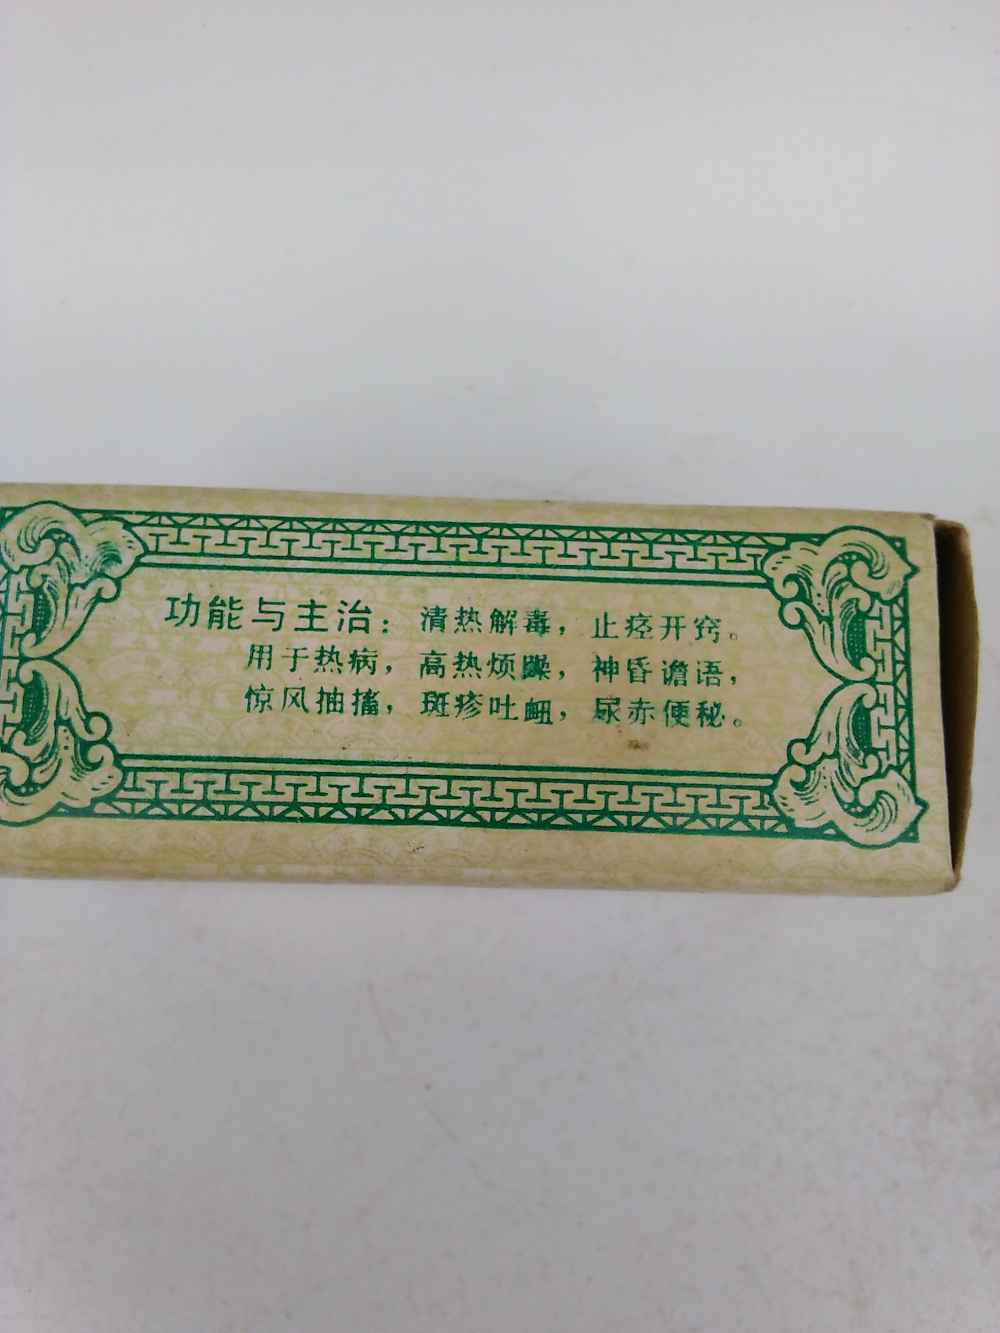 功能与主治：清热解毒，止痉开窍。
用于热病，高热烦躁，神昏谵语，
惊风抽搐，斑疹吐衄，尿赤便秘。